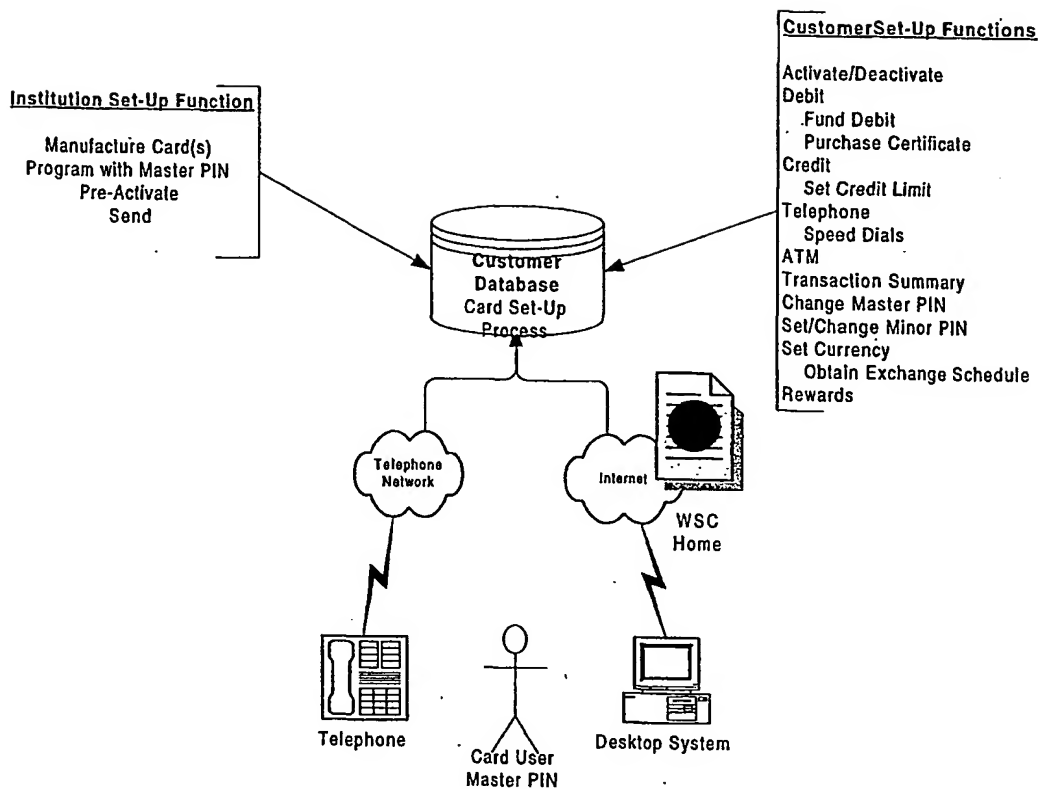 Institution Set-Up Function
Manufacture Card(s)
Program with Master PIN
Pre-Activate
Send
CustomerSet-Up Functions
Activate/Deactivate
Debit
Fund Debit
Purchase Certificate
Credit
Set Credit Limit
Telephone
Speed Dials
ATM
Transaction Summary
Change Master PIN
Set/Change Minor PIN
Set Currency
Obtain Exchange Schedule
Rewards
Customer
Database
Card Set-Up
Process
Telephone
Network
Internet
WSC
Home
Telephone
Card User
Master PIN
Desktop System